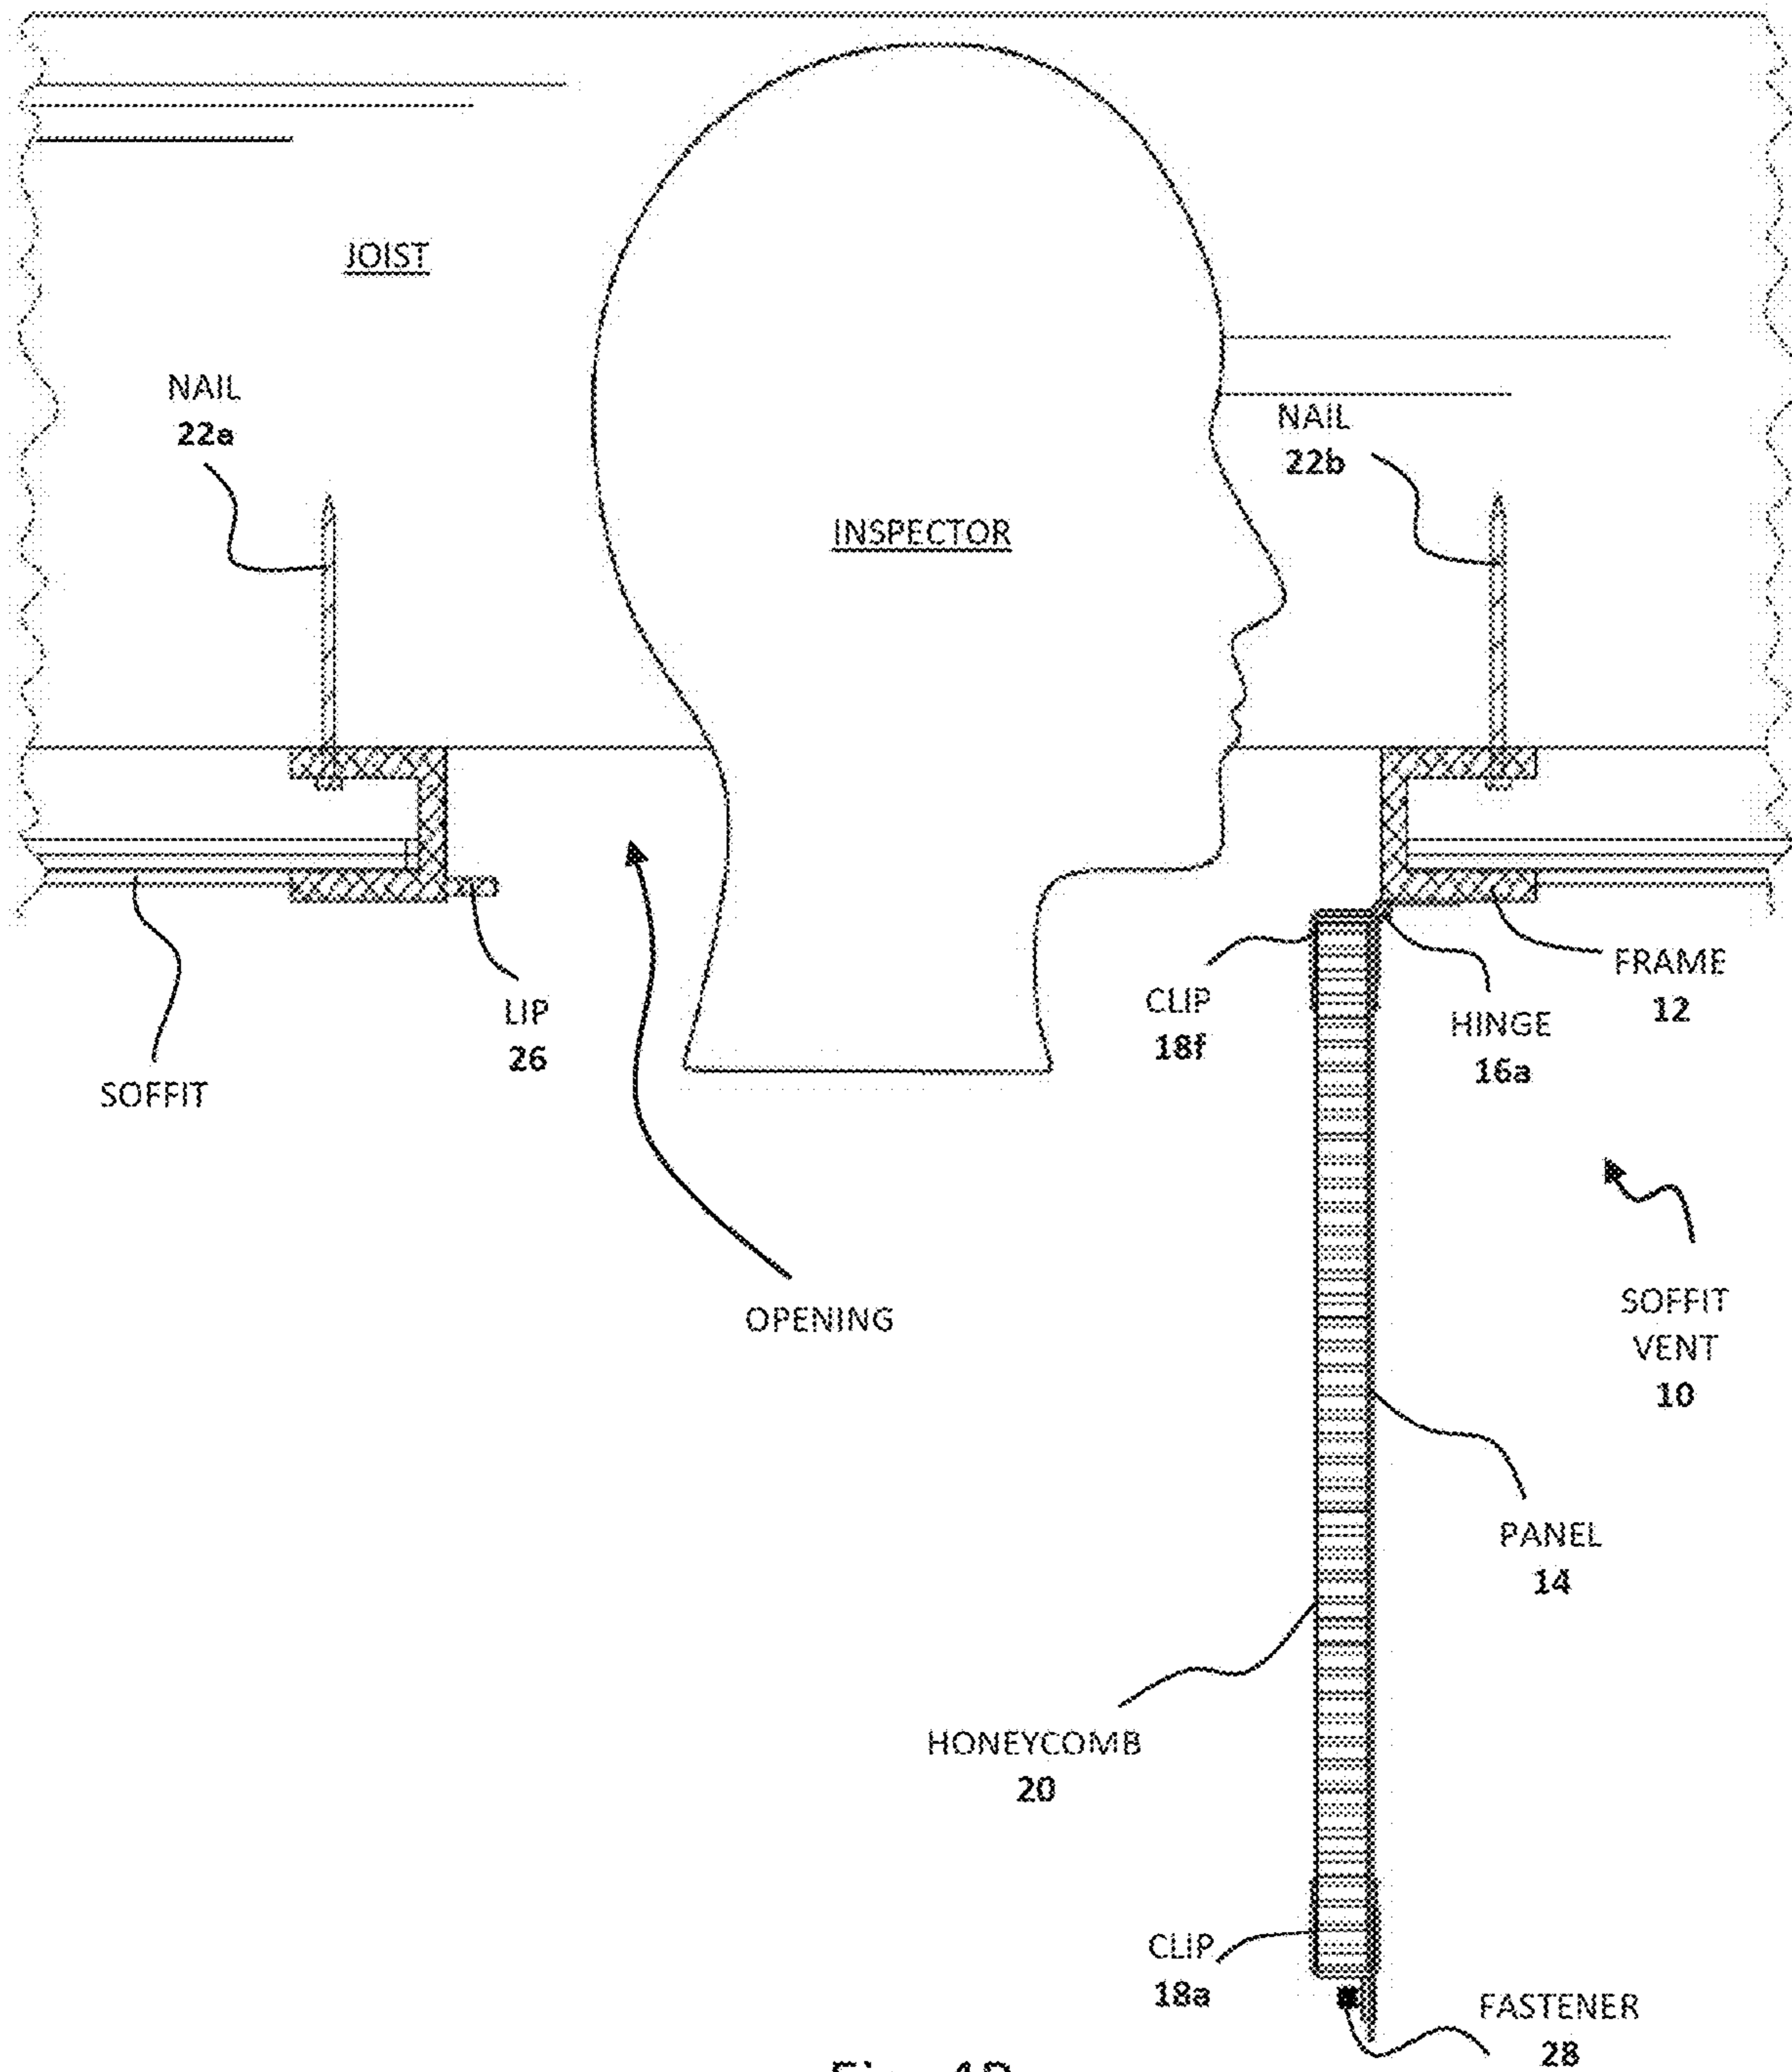 JOIST
NAIL
22a
NAIL
22b
INSPECTOR
LIP
26
SOFFIT
CLIP
18f
HINGE
16a
FRAME
12
OPENING
SOFFIT
VENT
10
PANEL
14
HONEYCOMB
20
CLIP
18a
FASTENER
28